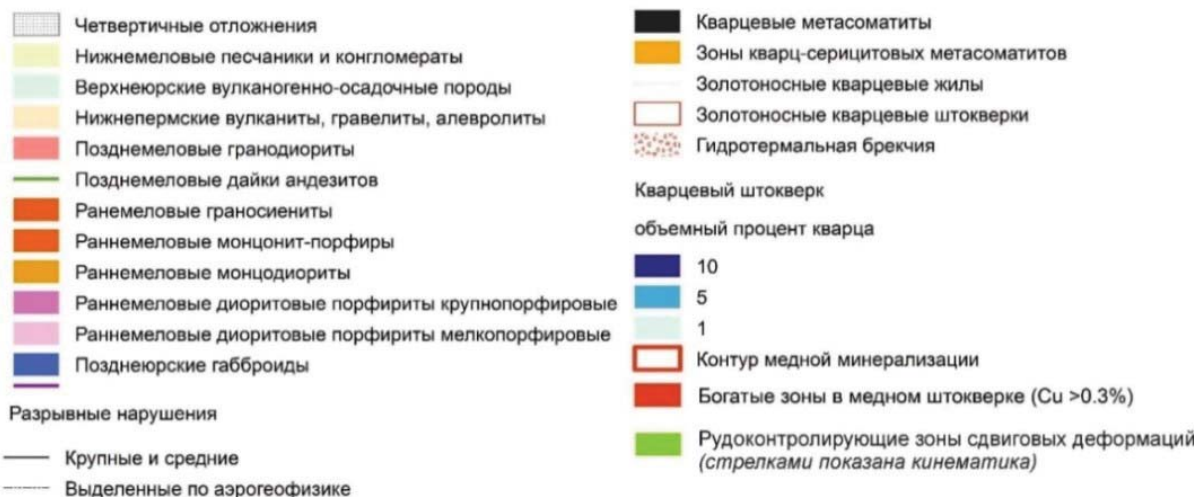 Четвертичные отложения
Нижнемеловые песчаники и конгломераты
Верхнеюрские вулканогенно-осадочные породы
Нижнепермские вулканиты, гравелиты, алевролиты
Позднемеловые гранодиориты
Позднемеловые дайки андезитов
Ранемеловые граносиениты
Раннемеловые монцонит-порфиры
Раннемеловые монцодиориты
Раннемеловые диоритовые порфириты крупнопорфировые
Раннемеловые диоритовые порфириты мелкопорфировые
Позднеюрские габброиды
Разрывные нарушения
Крупные и средние
Выделенные по аэрогеофизике
Кварцевые метасоматиты
Зоны кварц-серицитовых метасоматитов
Золотоносные кварцевые жилы
Золотоносные кварцевые штокверки
Гидротермальная брекчия
Кварцевый штокверк
объемный процент кварца
10
5
1
Контур медной минерализации
Богатые зоны в медном штокверке (Cu >0.3%)
Рудоконтролирующие зоны сдвиговых деформаций
(стрелками показана кинематика)